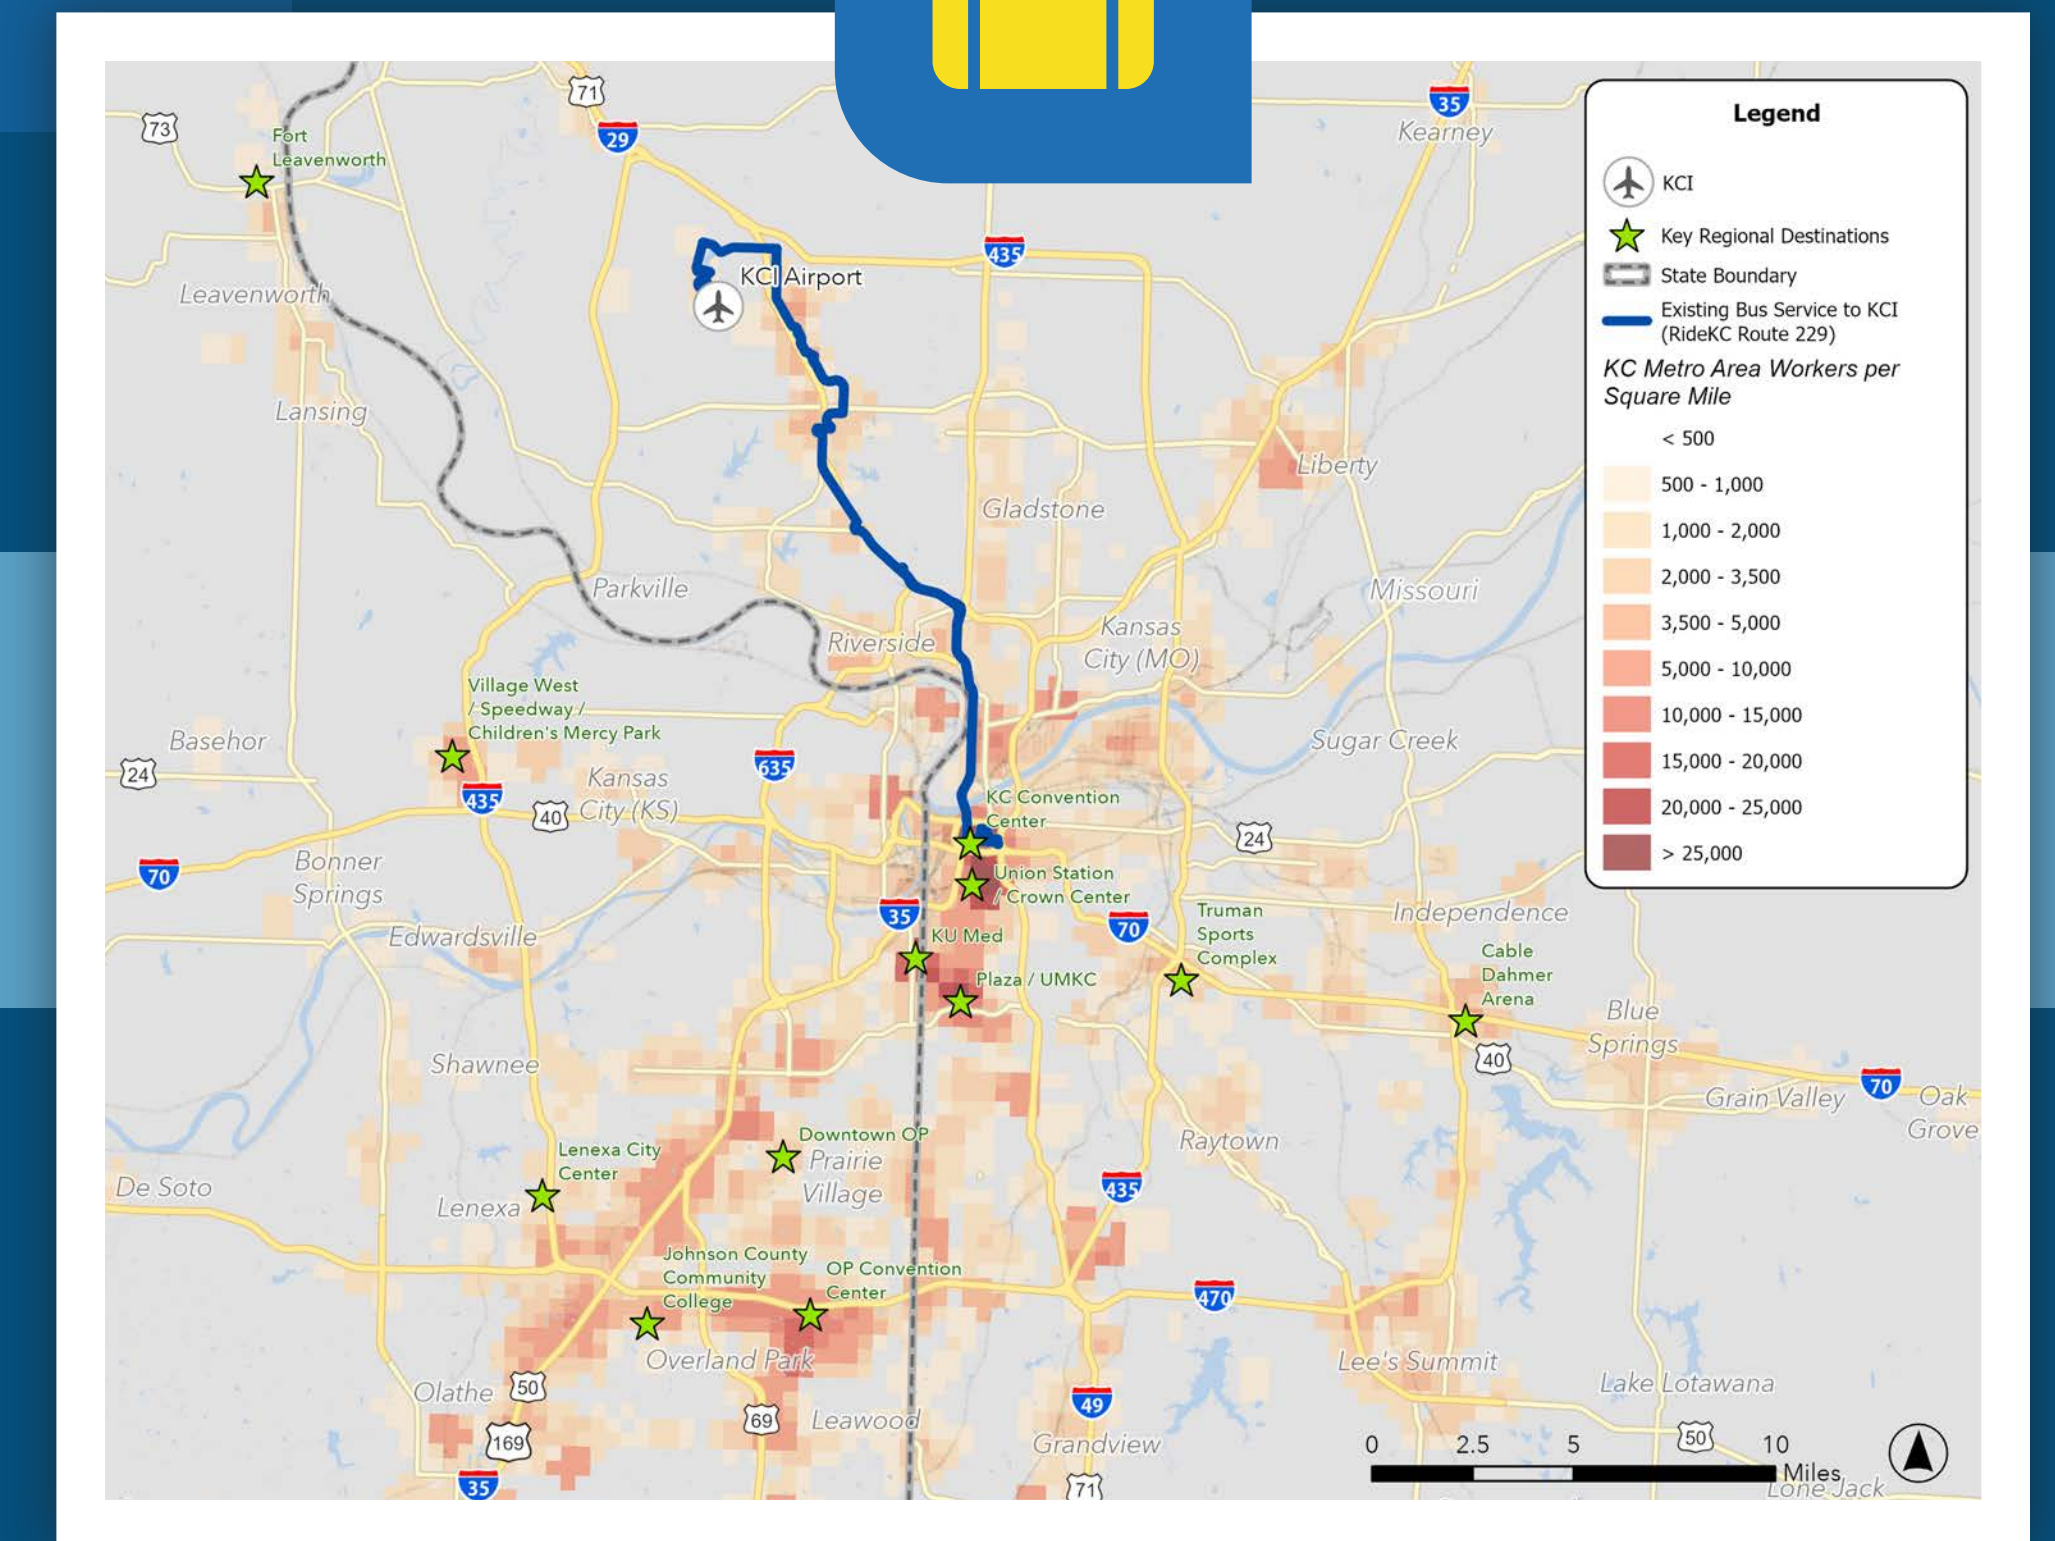 71
35
73
29
Kearney
Fort
Leavenworth
435
KCI Airport
Leavenworth
Lansing
Liberty
Gladstone
Parkville
Missouri
Riverside
Kansas
City (MO)
Village West
/ Speedway /
Children's Mercy Park
Basehor
Sugar Creek
24
635
Kansas
City (KS)
435
40
KC Convention
Center
24
Bonner
Springs
70
Union Station
/ Crown Center
35
70
Truman
Sports
Complex
Independence
Edwardsville
KU Med
Cable
Dahmer
Arena
Plaza / UMKC
Blue
Springs
Shawnee
40
70
Grain Valley
Oak
Grove
Downtown OP
Prairie
Village
Raytown
Lenexa City
Center
De Soto
Lenexa
435
Johnson County
Community
College
OP Convention
Center
470
Overland Park
Lee's Summit
Olathe
50
Lake Lotawana
69
Leawood
49
169
Grandview
50
35
71
Lone Jack
Legend
KCI
Key Regional Destinations
State Boundary
Existing Bus Service to KCI
(RideKC Route 229)
KC Metro Area Workers per
Square Mile
< 500
500 - 1,000
1,000 - 2,000
2,000 - 3,500
3,500 - 5,000
5,000 - 10,000
10,000 - 15,000
15,000 - 20,000
20,000 - 25,000
> 25,000
0 2.5 5 10
Miles